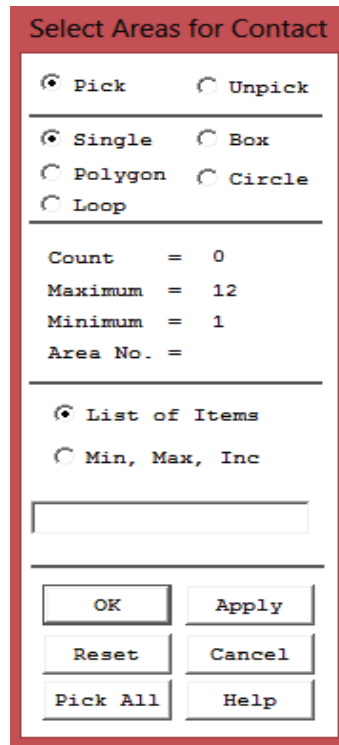 Select Areas for Contact
Pick Unpick
Single Box
Polygon Circle
Loop
Count = 0
Maximum = 12
Minimum = 1
Area No. =
List of Items
Min, Max, Inc
OK Apply
Reset Cancel
Pick All Help